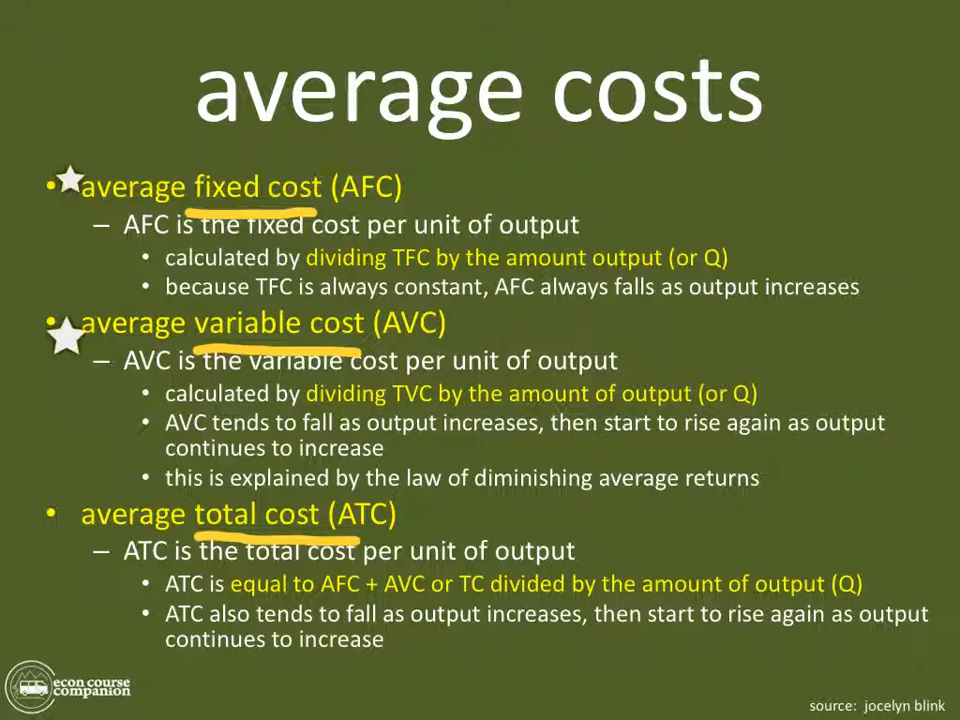 average costs
• average fixed cost (AFC)
– AFC is the fixed cost per unit of output
• calculated by dividing TFC by the amount output (or Q)
• because TFC is always constant, AFC always falls as output increases
• average variable cost (AVC)
– AVC is the variable cost per unit of output
• calculated by dividing TVC by the amount of output (or Q)
• AVC tends to fall as output increases, then start to rise again as output
continues to increase
• this is explained by the law of diminishing average returns
• average total cost (ATC)
– ATC is the total cost per unit of output
• ATC is equal to AFC + AVC or TC divided by the amount of output (Q)
• ATC also tends to fall as output increases, then start to rise again as output
continues to increase
econ course
companion
source: jocelyn blink